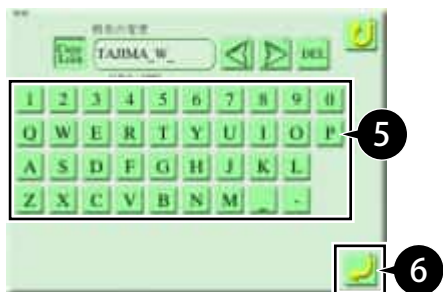 Caps Lock TAJIMA_W_ DEL
1 2 3 4 5 6 7 8 9 0
Q W E R T Y U I O P
5
A S D F G H J K L
Z X C V B N M _ -
6